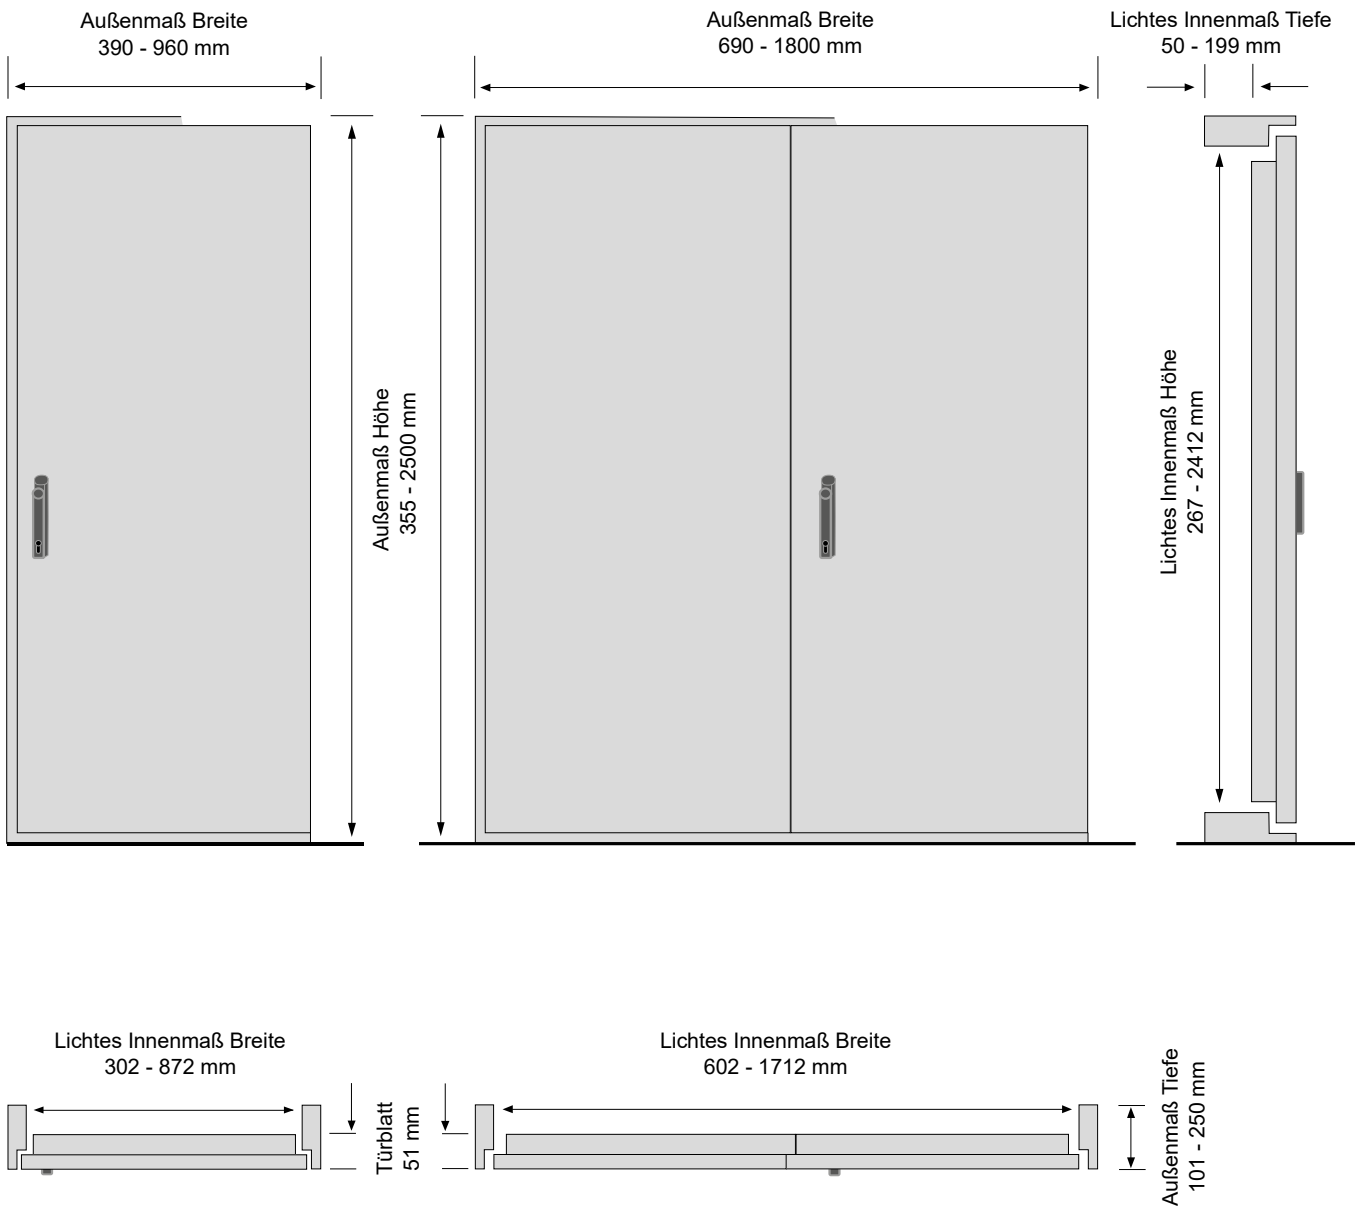 Außenmaß Breite
390 - 960 mm
Außenmaß Breite
690 - 1800 mm
Lichtes Innenmaß Tiefe
50 - 199 mm
Außenmaß Höhe
355 - 2500 mm
Lichtes Innenmaß Höhe
267 - 2412 mm
Lichtes Innenmaß Breite
302 - 872 mm
Lichtes Innenmaß Breite
602 - 1712 mm
Türblatt
51 mm
Außenmaß Tiefe
101 - 250 mm